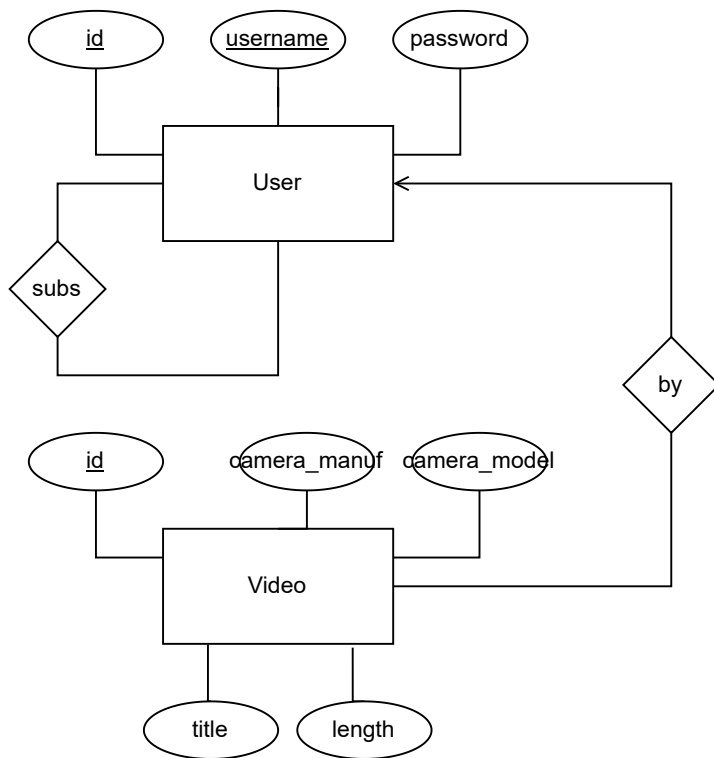 id
username
password
User
subs
by
id
camera_manuf
camera_model
Video
title
length